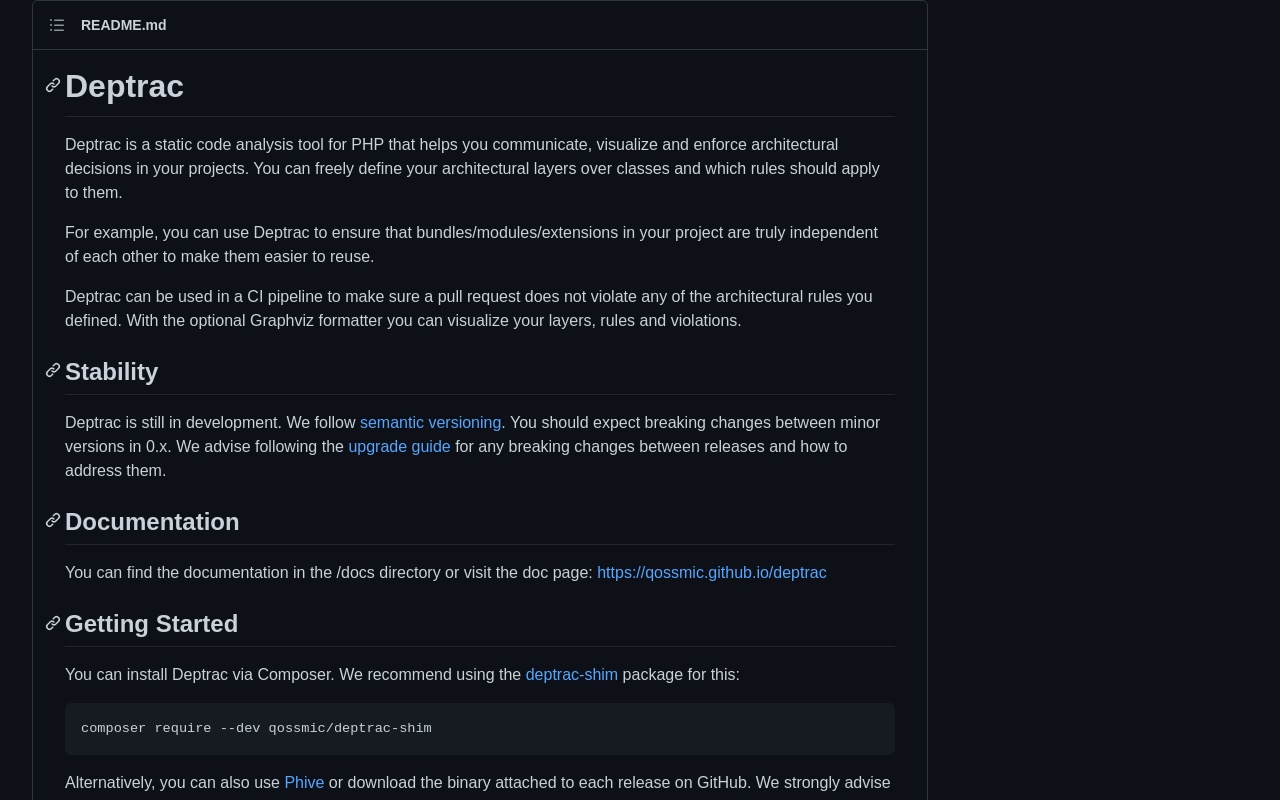 README.md
Deptrac
Deptrac is a static code analysis tool for PHP that helps you communicate, visualize and enforce architectural
decisions in your projects. You can freely define your architectural layers over classes and which rules should apply
to them.
For example, you can use Deptrac to ensure that bundles/modules/extensions in your project are truly independent
of each other to make them easier to reuse.
Deptrac can be used in a CI pipeline to make sure a pull request does not violate any of the architectural rules you
defined. With the optional Graphviz formatter you can visualize your layers, rules and violations.
Stability
Deptrac is still in development. We follow semantic versioning. You should expect breaking changes between minor
versions in 0.x. We advise following the upgrade guide for any breaking changes between releases and how to
address them.
Documentation
You can find the documentation in the /docs directory or visit the doc page: https://qossmic.github.io/deptrac
Getting Started
You can install Deptrac via Composer. We recommend using the deptrac-shim package for this:
composer require --dev qossmic/deptrac-shim
Alternatively, you can also use Phive or download the binary attached to each release on GitHub. We strongly advise